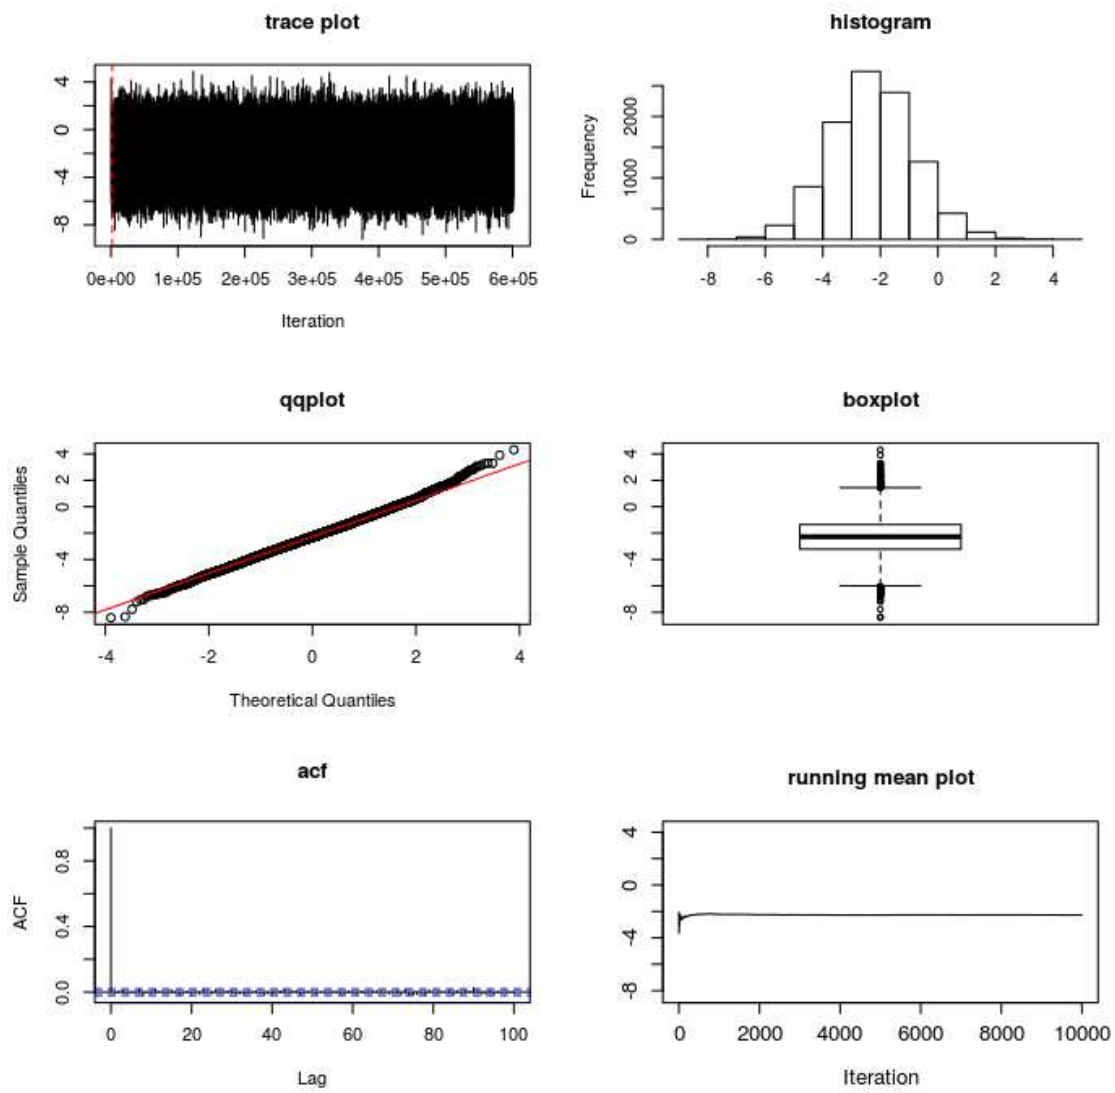 trace plot
4
0
-4
-8
0e+00 1e+05 2e+05 3e+05 4e+05 5e+05 6e+05
Iteration
histogram
Frequency
2000
1000
0
-8 -6 -4 -2 0 2 4
qqplot
Sample Quantiles
4
2
0
-4
-8
-4 -2 0 2 4
Theoretical Quantiles
boxplot
4
2
0
-4
-8
acf
ACF
0.8
0.4
0.0
0 20 40 60 80 100
Lag
running mean plot
4
0
-4
-8
0 2000 4000 6000 8000 10000
Iteration